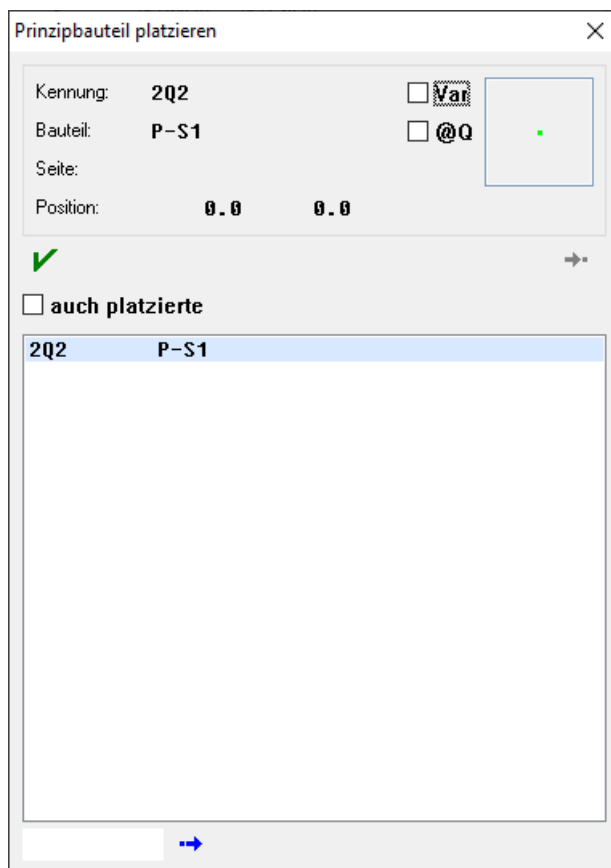 Prinzipbauteil platzieren
Kennung: 2Q2 Var
Bauteil: P-S1 @Q
Seite:
Position: 0.0 0.0
auch platzierte
2Q2 P-S1